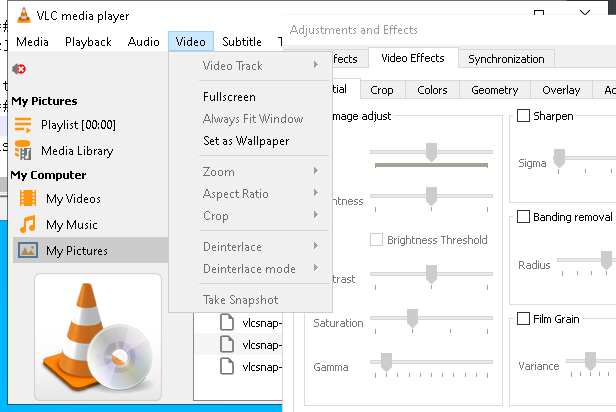 VLC media player
Media Playback Audio Video Subtitle T
Video Track
Fullscreen
Always Fit Window
Set as Wallpaper
Zoom
Aspect Ratio
Crop
Deinterlace
Deinterlace mode
Take Snapshot
My Pictures
Playlist [00:00]
Media Library
My Computer
My Videos
My Music
My Pictures
vlcsnap-
vlcsnap-
vlcsnap-
Adjustments and Effects
ffects Video Effects Synchronization
tial Crop Colors Geometry Overlay
mage adjust
ntness
Brightness Threshold
trast
Saturation
Gamma
Sharpen
Sigma
Banding removal
Radius
Film Grain
Variance